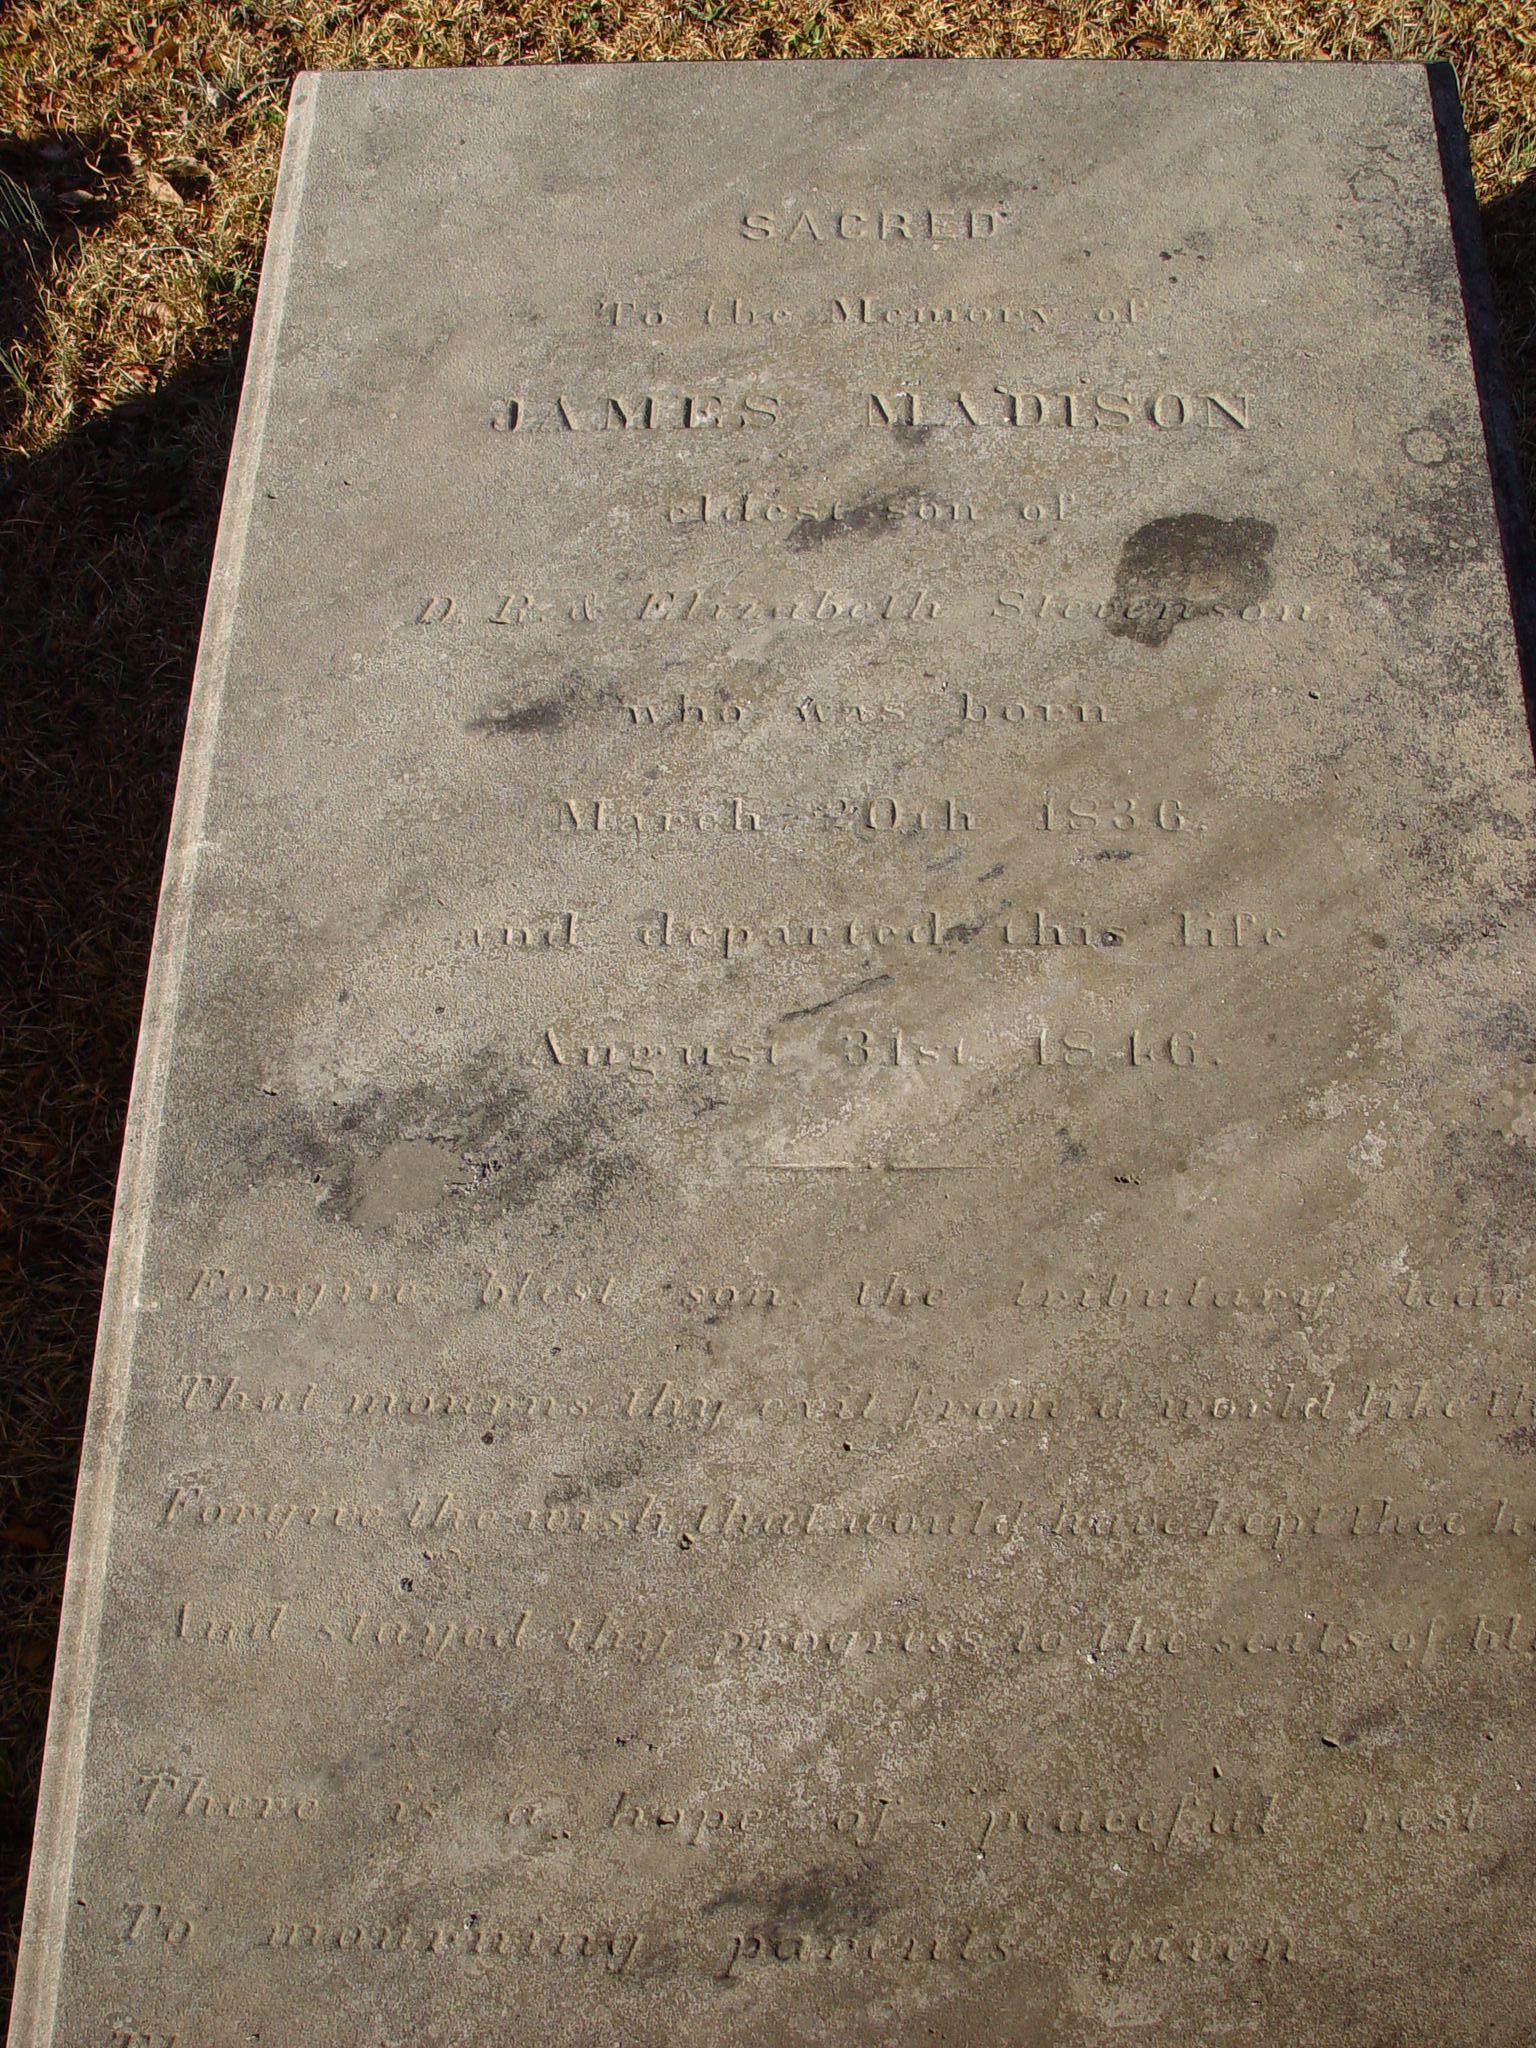 SACRED
To the Memory of
JAMES MADISON
eldest son of
D. R. & Elizabeth Stevenson,
who was born
March 20th 1836.
and departed this life
August 31st 1846.
Forgive, blest son, the tributary tear
That mourns thy exit from a world like th
Forgive the wish that would have kept thee h
And stayed thy progress to the seats of bli
There is a hope of peaceful rest
To mourning parents given